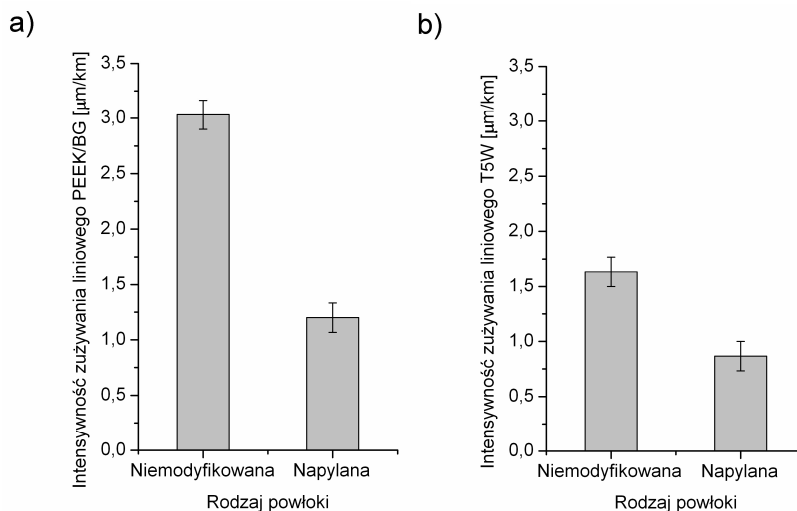 a)
Intensywność zużywania liniowego PEEK/BG [μm/km]
3,5
3,0
2,5
2,0
1,5
1,0
0,5
0,0
Niemodyfikowana
Napylana
Rodzaj powłoki
b)
Intensywność zużywania liniowego T5W [μm/km]
3,5
3,0
2,5
2,0
1,5
1,0
0,5
0,0
Niemodyfikowana
Napylana
Rodzaj powłoki